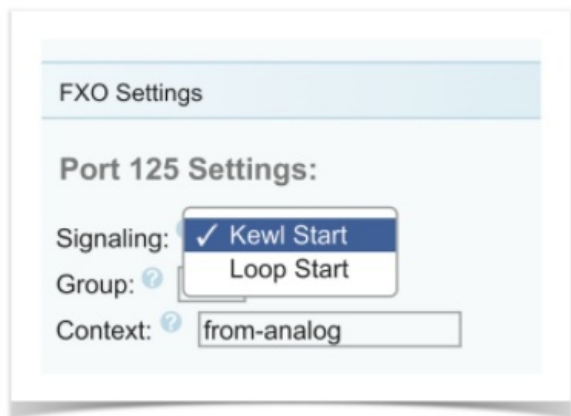 FXO Settings
Port 125 Settings:
Signaling: ? ✓ Kewl Start
Loop Start
Group: ?
Context: ? from-analog